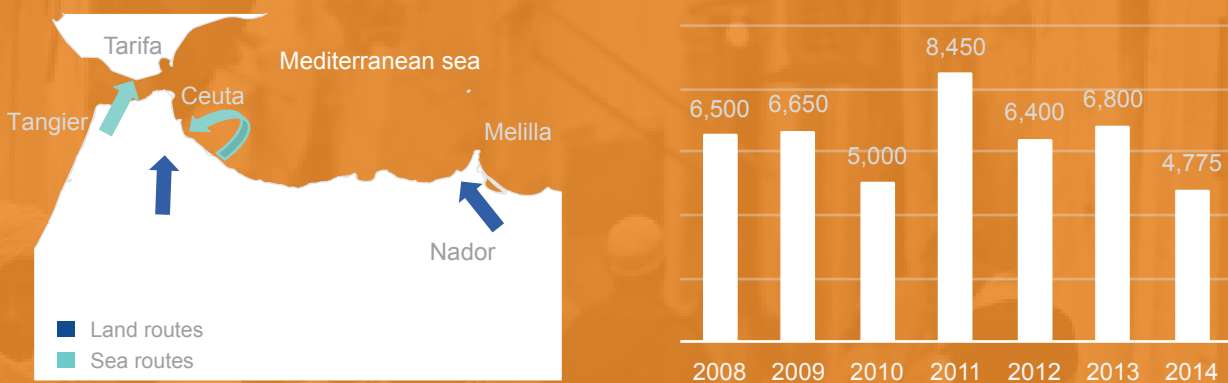 Tarifa
Mediterranean sea
Tangier
Ceuta
Melilla
Nador
Land routes
Sea routes
6,500
6,650
5,000
8,450
6,400
6,800
4,775
2008
2009
2010
2011
2012
2013
2014